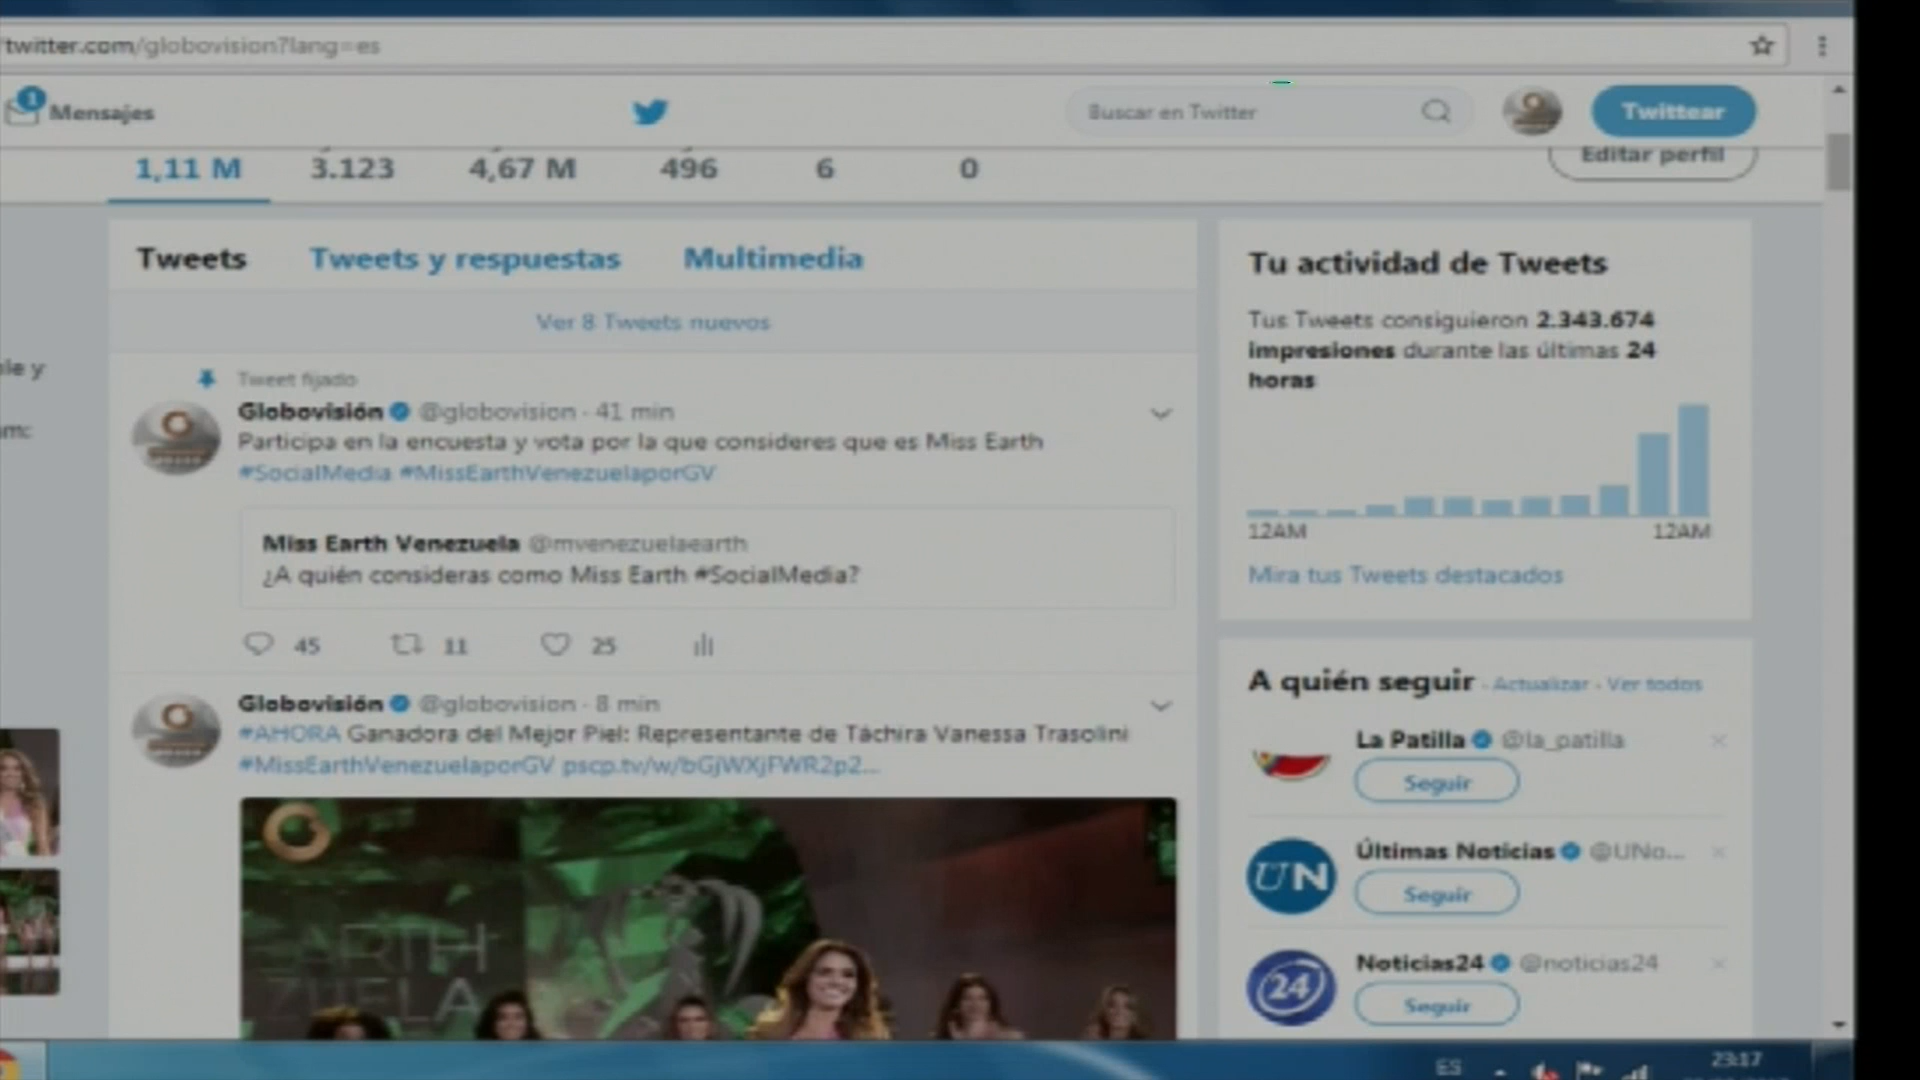 twitter.com/globovision?lang=es
1 Mensajes
Buscar en Twitter
Twittear
1,11 M 3.123 4,67 M 496 6 0
Editar perfil
Tweets Tweets y respuestas Multimedia
Ver 8 Tweets nuevos
Tweet fijado
Globovisión @globovision · 41 min
Participa en la encuesta y vota por la que consideres que es Miss Earth
#SocialMedia #MissEarthVenezuelaporGV
Miss Earth Venezuela @mvenezuelaearth
¿A quién consideras como Miss Earth #SocialMedia?
45 11 25
Globovisión @globovision · 8 min
#AHORA Ganadora del Mejor Piel: Representante de Táchira Vanessa Trasolini
#MissEarthVenezuelaporGV pscp.tv/w/bGjWXjFWR2p2...
EARTH
ZUELA
Tu actividad de Tweets
Tus Tweets consiguieron 2.343.674
impresiones durante las últimas 24
horas
12AM 12AM
Mira tus Tweets destacados
A quién seguir · Actualizar · Ver todos
La Patilla @la_patilla
Seguir
UN
Últimas Noticias @UNo...
Seguir
24
Noticias24 @noticias24
Seguir
ES
23:17